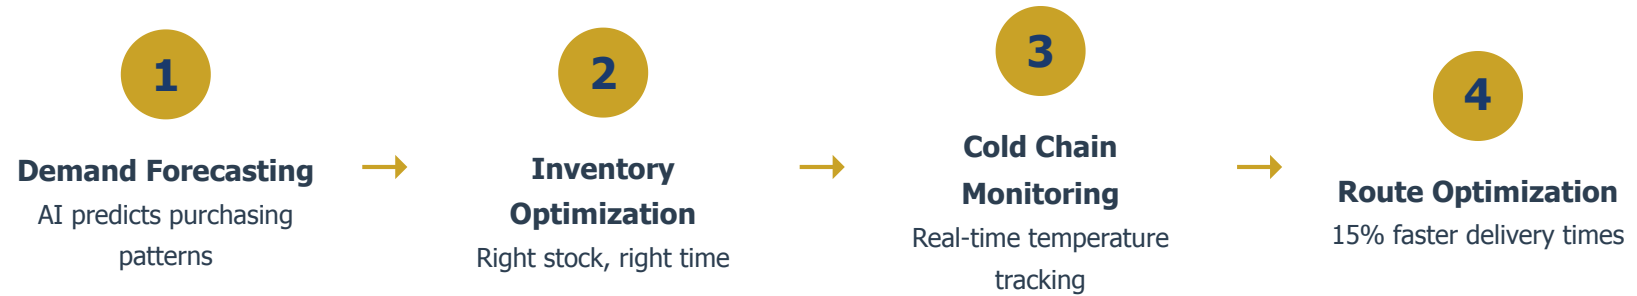 1
Demand Forecasting
AI predicts purchasing
patterns
→
2
Inventory
Optimization
Right stock, right time
→
3
Cold Chain
Monitoring
Real-time temperature
tracking
→
4
Route Optimization
15% faster delivery times